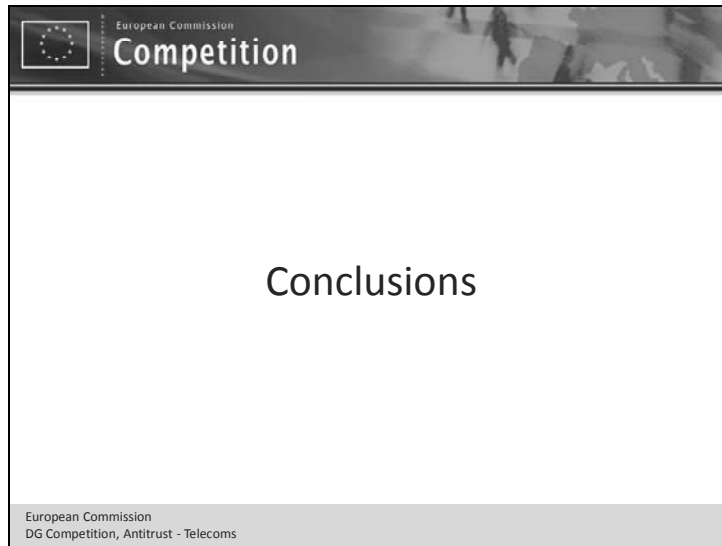 European Commission
Competition
Conclusions
European Commission
DG Competition, Antitrust - Telecoms